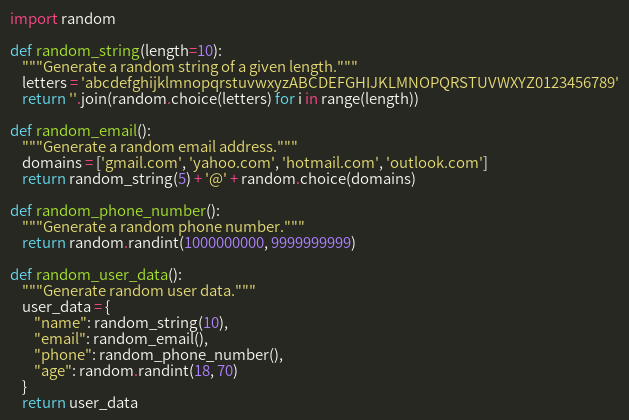 import random

def random_string(length=10):
    """Generate a random string of a given length."""
    letters = 'abcdefghijklmnopqrstuvwxyzABCDEFGHIJKLMNOPQRSTUVWXYZ0123456789'
    return ''.join(random.choice(letters) for i in range(length))

def random_email():
    """Generate a random email address."""
    domains = ['gmail.com', 'yahoo.com', 'hotmail.com', 'outlook.com']
    return random_string(5) + '@' + random.choice(domains)

def random_phone_number():
    """Generate a random phone number."""
    return random.randint(1000000000, 9999999999)

def random_user_data():
    """Generate random user data."""
    user_data = {
        "name": random_string(10),
        "email": random_email(),
        "phone": random_phone_number(),
        "age": random.randint(18, 70)
    }
    return user_data